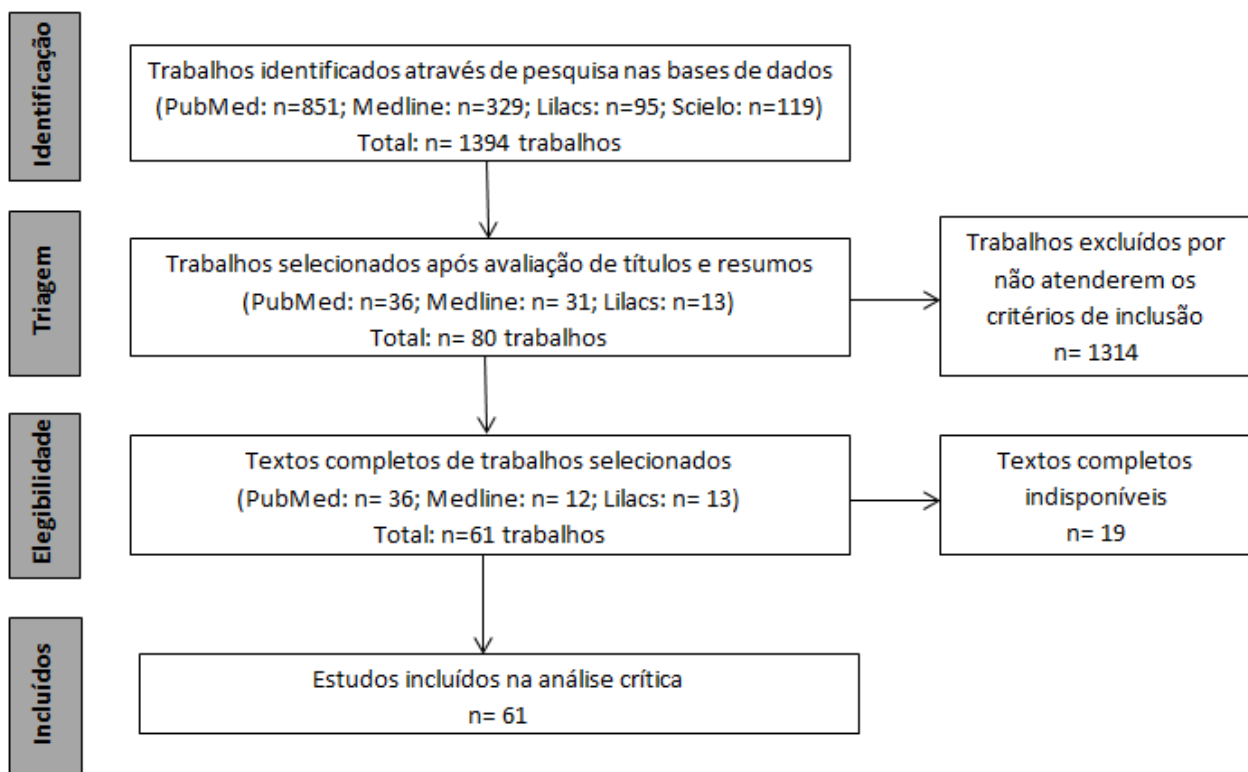 Identificação
Trabalhos identificados através de pesquisa nas bases de dados
(PubMed: n=851; Medline: n=329; Lilacs: n=95; Scielo: n=119)
Total: n= 1394 trabalhos
Triagem
Trabalhos selecionados após avaliação de títulos e resumos
(PubMed: n=36; Medline: n= 31; Lilacs: n=13)
Total: n= 80 trabalhos
Trabalhos excluídos por
não atenderem os
critérios de inclusão
n= 1314
Elegibilidade
Textos completos de trabalhos selecionados
(PubMed: n= 36; Medline: n= 12; Lilacs: n= 13)
Total: n=61 trabalhos
Textos completos
indisponíveis
n= 19
Incluídos
Estudos incluídos na análise crítica
n= 61